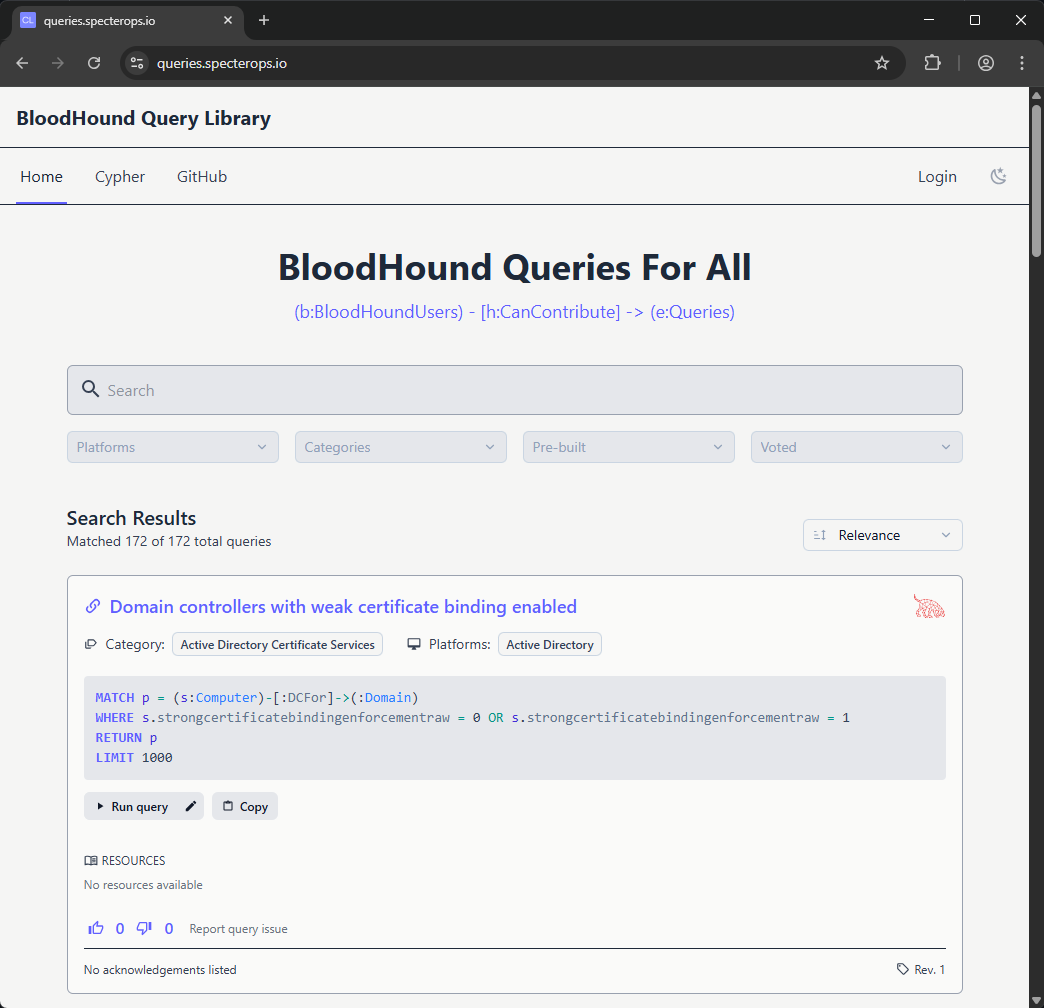 CL queries.specterops.io
queries.specterops.io
BloodHound Query Library
Home Cypher GitHub Login
BloodHound Queries For All
(b:BloodHoundUsers) - [h:CanContribute] -> (e:Queries)
Search
Platforms Categories Pre-built Voted
Search Results
Matched 172 of 172 total queries
Relevance
Domain controllers with weak certificate binding enabled
Category: Active Directory Certificate Services Platforms: Active Directory
MATCH p = (s:Computer)-[:DCFor]->(:Domain)
WHERE s.strongcertificatebindingenforcementraw = 0 OR s.strongcertificatebindingenforcementraw = 1
RETURN p
LIMIT 1000
Run query Copy
RESOURCES
No resources available
0 0 Report query issue
No acknowledgements listed Rev. 1